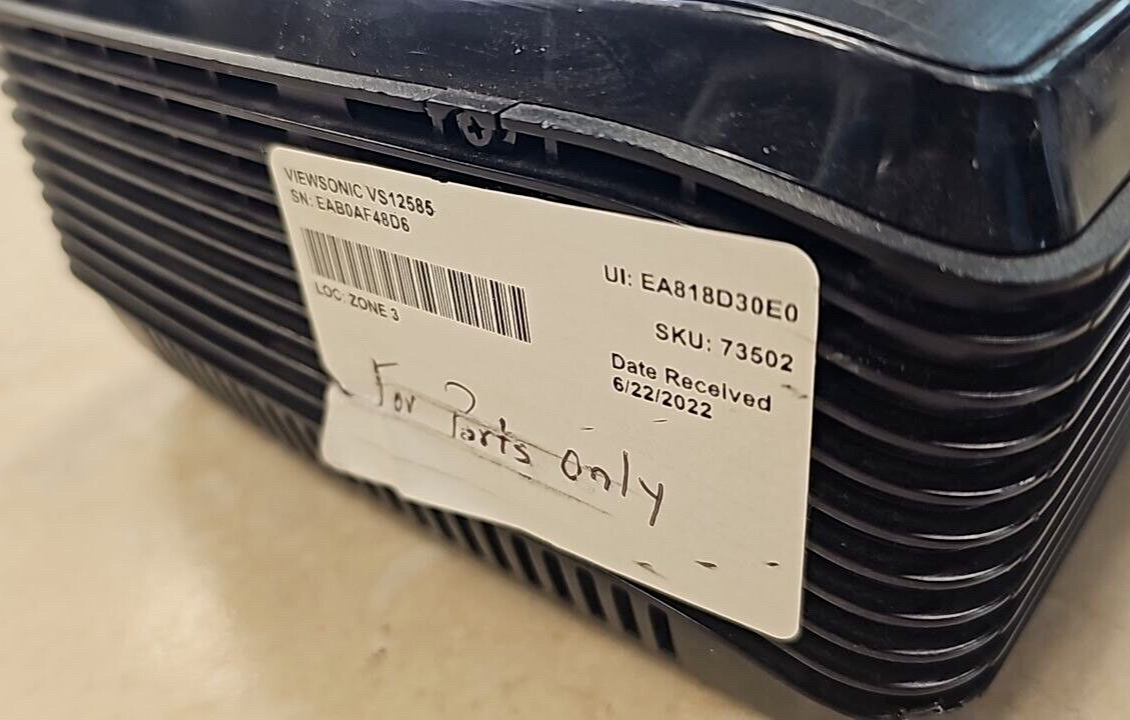 VIEWSONIC VS12585
SN: EAB0AF48D6
LOC: ZONE 3
UI: EA818D30E0
SKU: 73502
Date Received
6/22/2022
For Parts only